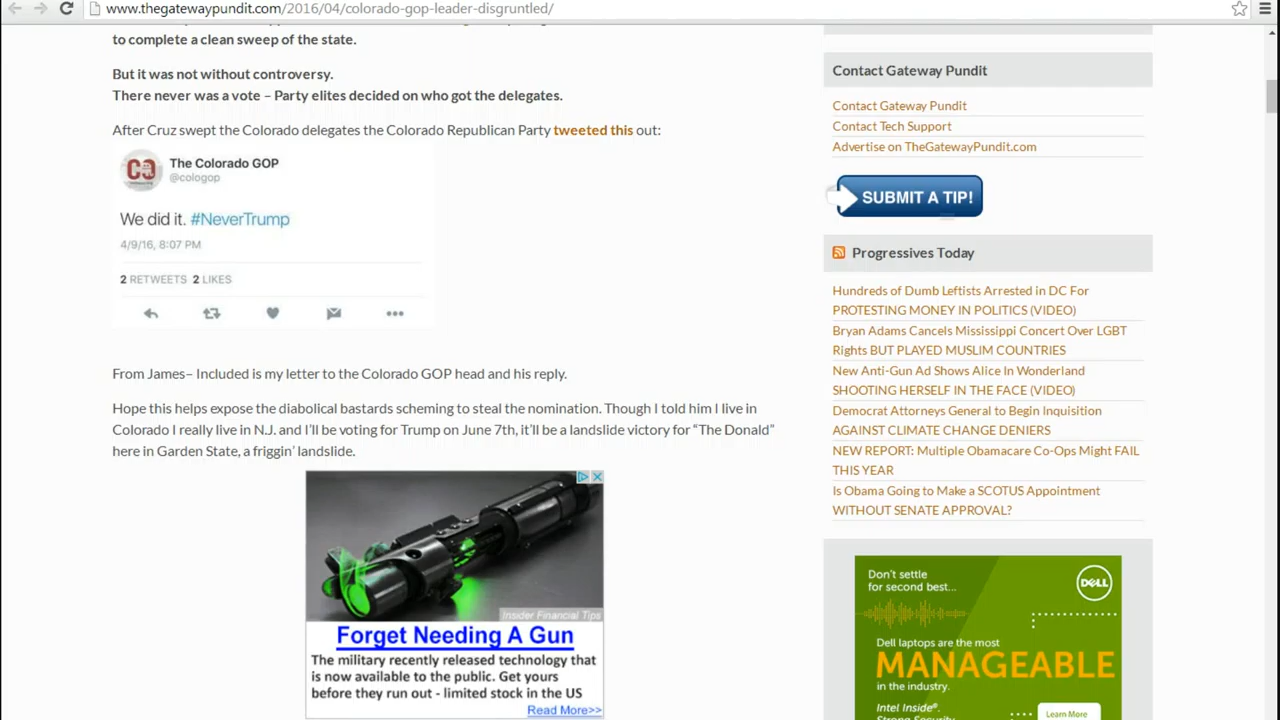 www.thegatewaypundit.com/2016/04/colorado-gop-leader-disgruntled/
to complete a clean sweep of the state.
But it was not without controversy.
There never was a vote – Party elites decided on who got the delegates.
After Cruz swept the Colorado delegates the Colorado Republican Party tweeted this out:
The Colorado GOP
@cologop
We did it. #NeverTrump
4/9/16, 8:07 PM
2 RETWEETS 2 LIKES
From James– Included is my letter to the Colorado GOP head and his reply.
Hope this helps expose the diabolical bastards scheming to steal the nomination. Though I told him I live in
Colorado I really live in N.J. and I'll be voting for Trump on June 7th, it'll be a landslide victory for “The Donald”
here in Garden State, a friggin’ landslide.
Insider Financial Tips
Forget Needing A Gun
The military recently released technology that
is now available to the public. Get yours
before they run out - limited stock in the US
Read More>>
Contact Gateway Pundit
Contact Gateway Pundit
Contact Tech Support
Advertise on TheGatewayPundit.com
SUBMIT A TIP!
Progressives Today
Hundreds of Dumb Leftists Arrested in DC For
PROTESTING MONEY IN POLITICS (VIDEO)
Bryan Adams Cancels Mississippi Concert Over LGBT
Rights BUT PLAYED MUSLIM COUNTRIES
New Anti-Gun Ad Shows Alice In Wonderland
SHOOTING HERSELF IN THE FACE (VIDEO)
Democrat Attorneys General to Begin Inquisition
AGAINST CLIMATE CHANGE DENIERS
NEW REPORT: Multiple Obamacare Co-Ops Might FAIL
THIS YEAR
Is Obama Going to Make a SCOTUS Appointment
WITHOUT SENATE APPROVAL?
Don't settle
for second best...
DELL
Dell laptops are the most
MANAGEABLE
in the industry.
Intel Inside®.
Learn More